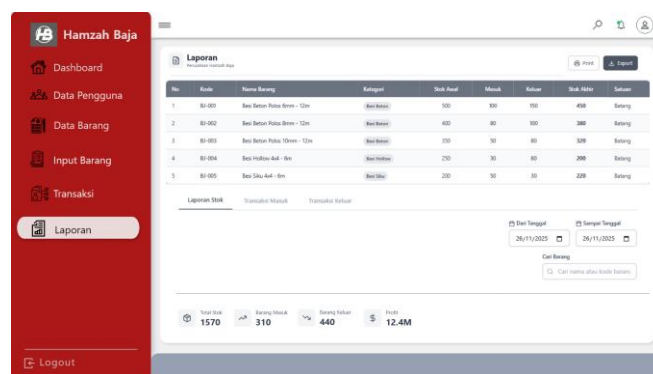 HB Hamzah Baja
Dashboard
Data Pengguna
Data Barang
Input Barang
Transaksi
Laporan
Logout
Laporan
Perusahaan Hamzah Baja
Print
Export
No Kode Nama Barang Kategori Stok Awal Masuk Keluar Stok Akhir Satuan
1 BJ-001 Besi Beton Polos 6mm - 12m Besi Beton 500 100 150 450 Batang
2 BJ-002 Besi Beton Polos 8mm - 12m Besi Beton 400 80 100 380 Batang
3 BJ-003 Besi Beton Polos 10mm - 12m Besi Beton 350 50 80 320 Batang
4 BJ-004 Besi Hollow 4x4 - 6m Besi Hollow 250 30 80 200 Batang
5 BJ-005 Besi Siku 4x4 - 6m Besi Siku 200 50 30 220 Batang
Laporan Stok Transaksi Masuk Transaksi Keluar
Dari Tanggal Sampai Tanggal
26/11/2025 26/11/2025
Cari Barang
Cari nama atau kode barang
Total Stok Barang Masuk Barang Keluar Profit
1570 310 440 12.4M